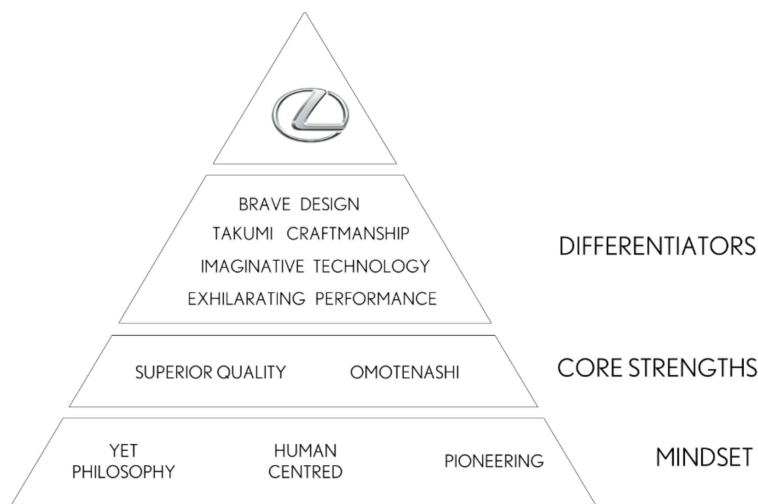 BRAVE DESIGN
TAKUMI CRAFTMANSHIP
IMAGINATIVE TECHNOLOGY
EXHILARATING PERFORMANCE
DIFFERENTIATORS
SUPERIOR QUALITY OMOTENASHI
CORE STRENGTHS
YET
PHILOSOPHY
HUMAN
CENTRED
PIONEERING
MINDSET